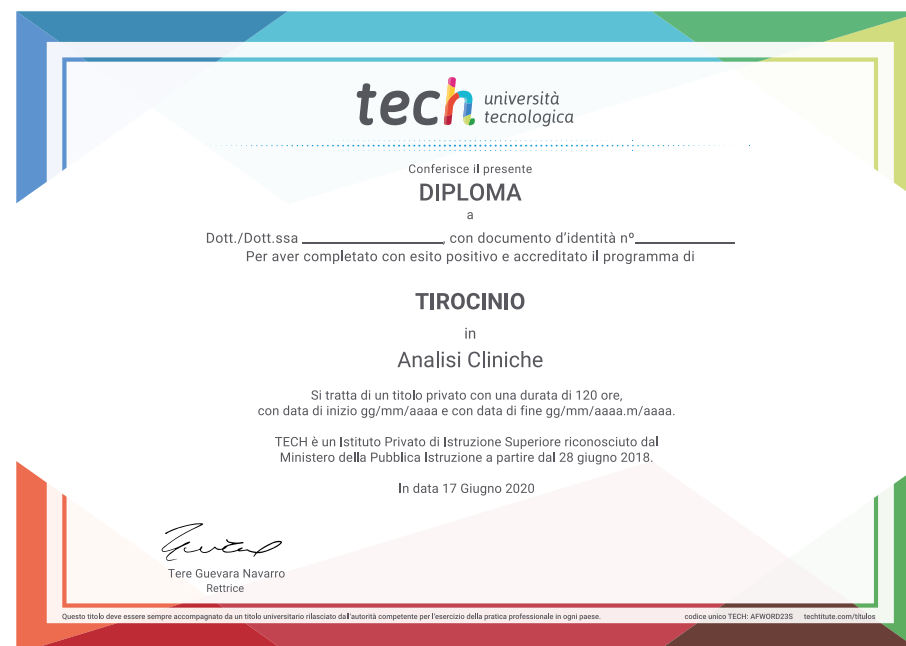 tech università
tecnologica
Conferisce il presente
DIPLOMA
a
Dott./Dott.ssa ____________________, con documento d'identità nº______________
Per aver completato con esito positivo e accreditato il programma di
TIROCINIO
in
Analisi Cliniche
Si tratta di un titolo privato con una durata di 120 ore,
con data di inizio gg/mm/aaaa e con data di fine gg/mm/aaaa.m/aaaa.
TECH è un Istituto Privato di Istruzione Superiore riconosciuto dal
Ministero della Pubblica Istruzione a partire dal 28 giugno 2018.
In data 17 Giugno 2020
Tere Guevara Navarro
Rettrice
Questo titolo deve essere sempre accompagnato da un titolo universitario rilasciato dall'autorità competente per l'esercizio della pratica professionale in ogni paese. codice unico TECH: AFWORD23S techtitute.com/titulos